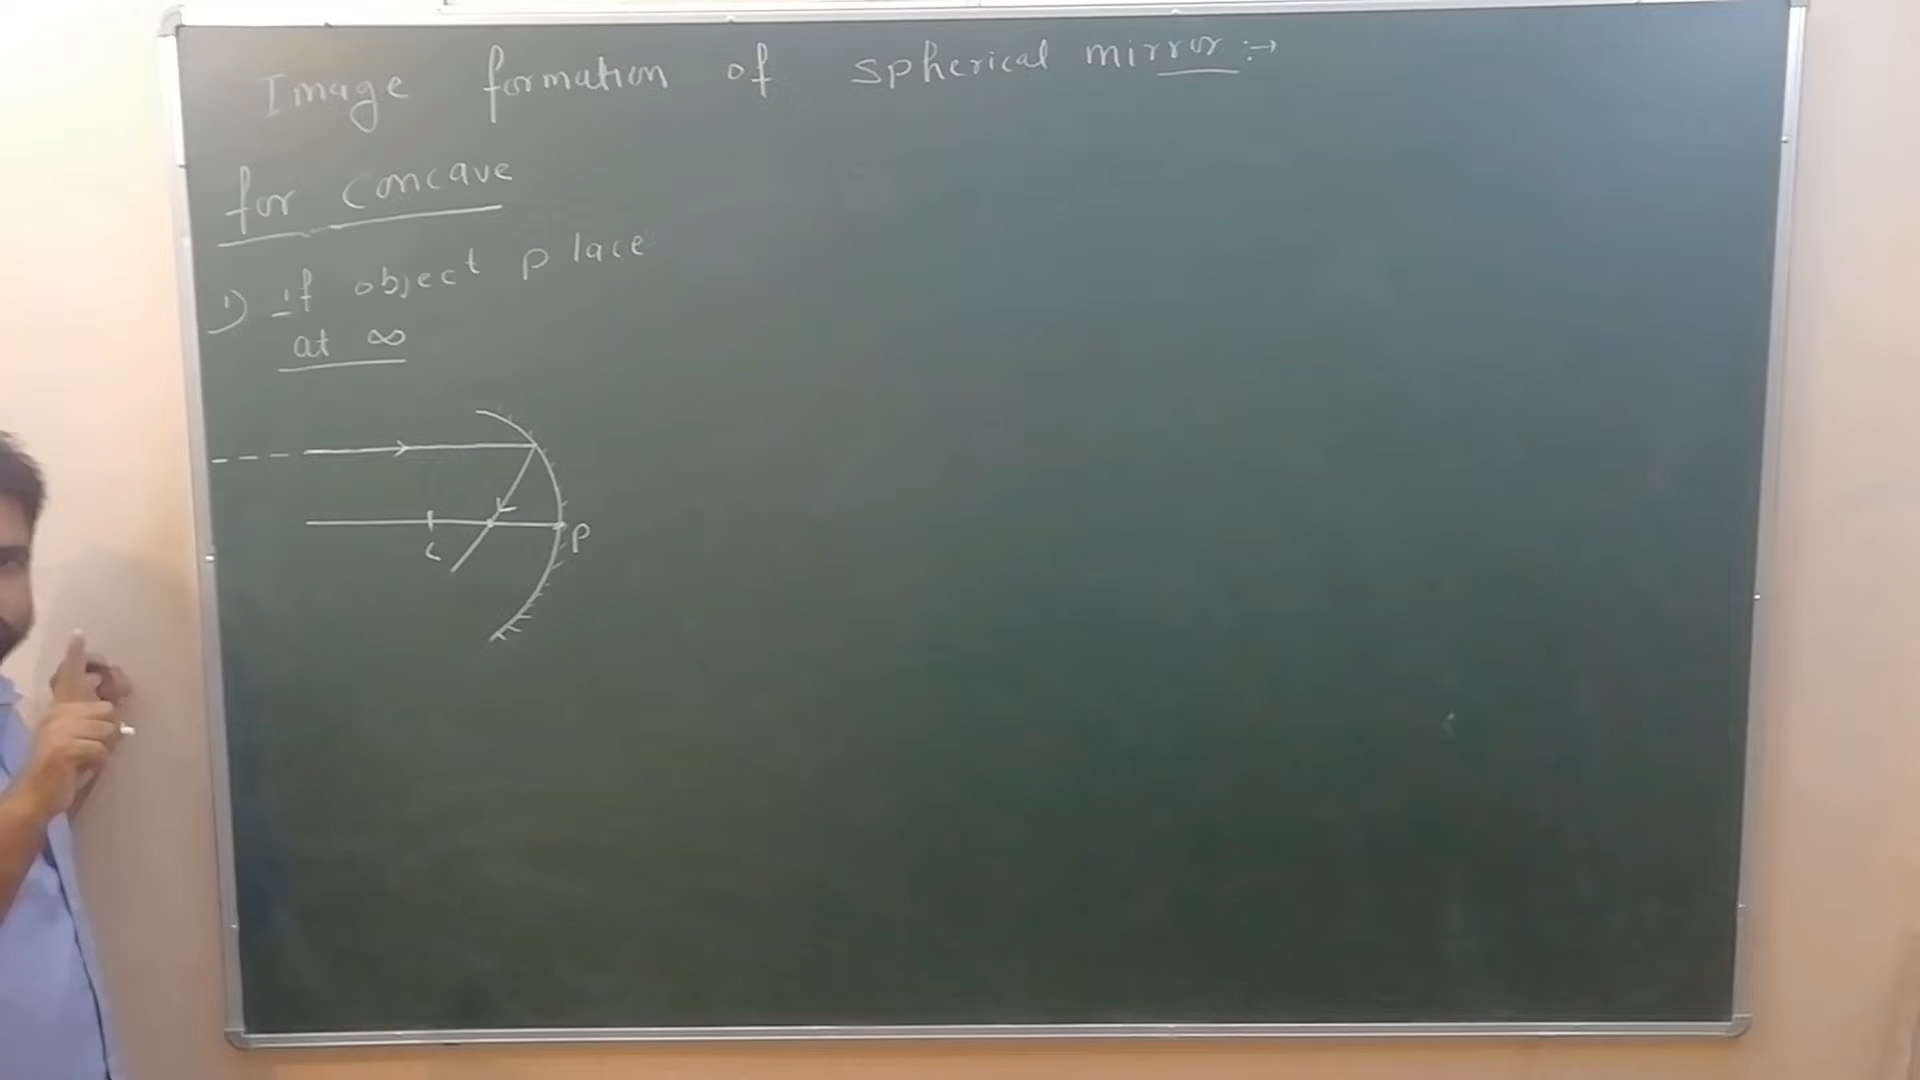 Image formation of spherical mirror :→
for concave
1) if object place
at ∞
C
P